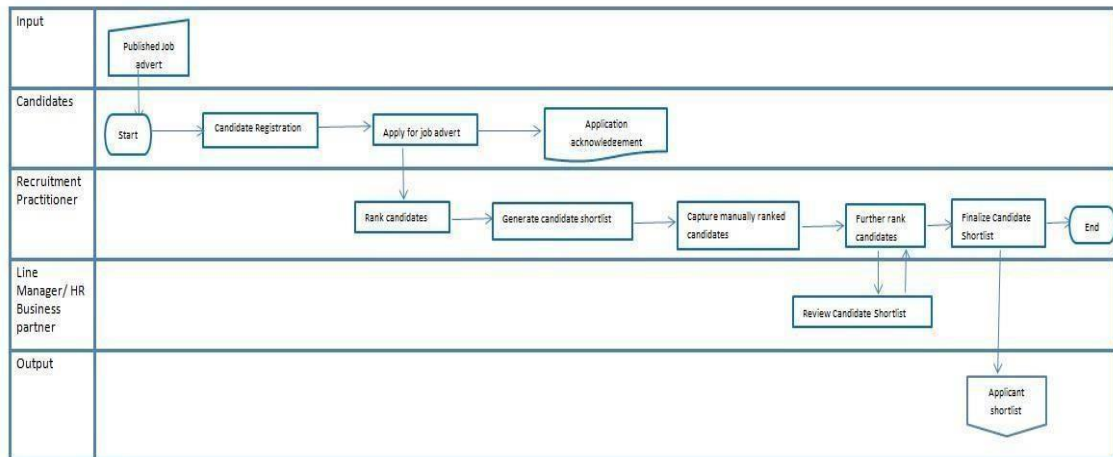 Input
Published Job
advert
Candidates
Start
Candidate Registration
Apply for job advert
Application
acknowledgement
Recruitment
Practitioner
Rank candidates
Generate candidate shortlist
Capture manually ranked
candidates
Further rank
candidates
Finalize Candidate
Shortlist
End
Line
Manager/ HR
Business
partner
Review Candidate Shortlist
Output
Applicant
shortlist